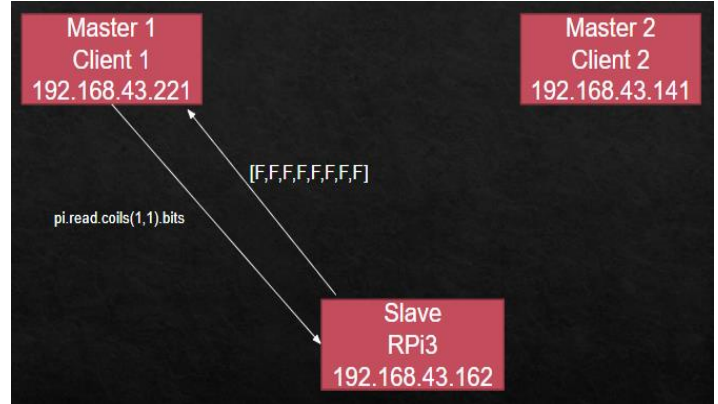 Master 1
Client 1
192.168.43.221
Master 2
Client 2
192.168.43.141
[F,F,F,F,F,F,F,F]
pi.read.coils(1,1).bits
Slave
RPi3
192.168.43.162